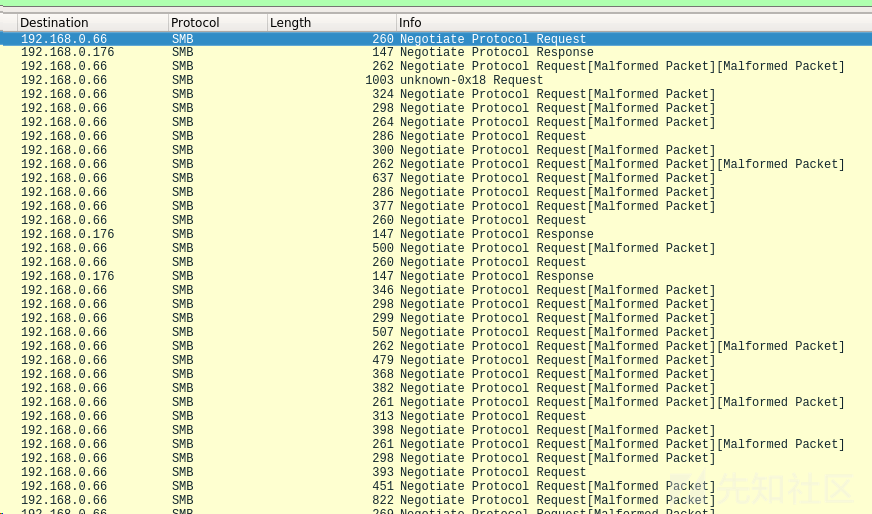 Destination Protocol Length Info
192.168.0.66 SMB 260 Negotiate Protocol Request
192.168.0.176 SMB 147 Negotiate Protocol Response
192.168.0.66 SMB 262 Negotiate Protocol Request[Malformed Packet][Malformed Packet]
192.168.0.66 SMB 1003 unknown-0x18 Request
192.168.0.66 SMB 324 Negotiate Protocol Request[Malformed Packet]
192.168.0.66 SMB 298 Negotiate Protocol Request[Malformed Packet]
192.168.0.66 SMB 264 Negotiate Protocol Request[Malformed Packet]
192.168.0.66 SMB 286 Negotiate Protocol Request
192.168.0.66 SMB 300 Negotiate Protocol Request[Malformed Packet]
192.168.0.66 SMB 262 Negotiate Protocol Request[Malformed Packet][Malformed Packet]
192.168.0.66 SMB 637 Negotiate Protocol Request[Malformed Packet]
192.168.0.66 SMB 286 Negotiate Protocol Request[Malformed Packet]
192.168.0.66 SMB 377 Negotiate Protocol Request[Malformed Packet]
192.168.0.66 SMB 260 Negotiate Protocol Request
192.168.0.176 SMB 147 Negotiate Protocol Response
192.168.0.66 SMB 500 Negotiate Protocol Request[Malformed Packet]
192.168.0.66 SMB 260 Negotiate Protocol Request
192.168.0.176 SMB 147 Negotiate Protocol Response
192.168.0.66 SMB 346 Negotiate Protocol Request[Malformed Packet]
192.168.0.66 SMB 298 Negotiate Protocol Request[Malformed Packet]
192.168.0.66 SMB 299 Negotiate Protocol Request[Malformed Packet]
192.168.0.66 SMB 507 Negotiate Protocol Request[Malformed Packet]
192.168.0.66 SMB 262 Negotiate Protocol Request[Malformed Packet][Malformed Packet]
192.168.0.66 SMB 479 Negotiate Protocol Request[Malformed Packet]
192.168.0.66 SMB 368 Negotiate Protocol Request[Malformed Packet]
192.168.0.66 SMB 382 Negotiate Protocol Request[Malformed Packet]
192.168.0.66 SMB 261 Negotiate Protocol Request[Malformed Packet][Malformed Packet]
192.168.0.66 SMB 313 Negotiate Protocol Request
192.168.0.66 SMB 398 Negotiate Protocol Request[Malformed Packet]
192.168.0.66 SMB 261 Negotiate Protocol Request[Malformed Packet][Malformed Packet]
192.168.0.66 SMB 298 Negotiate Protocol Request[Malformed Packet]
192.168.0.66 SMB 393 Negotiate Protocol Request
192.168.0.66 SMB 451 Negotiate Protocol Request[Malformed Packet]
192.168.0.66 SMB 822 Negotiate Protocol Request[Malformed Packet]
192.168.0.66 SMB 269 Negotiate Protocol Request[Malformed Packet]
先知社区